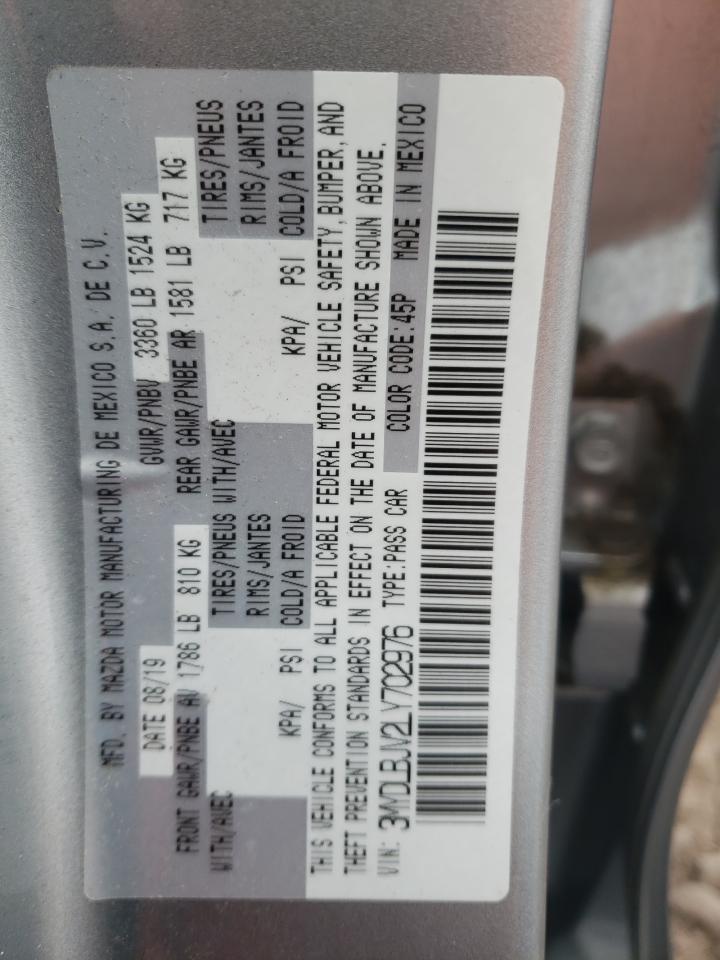 MFD. BY MAZDA MOTOR MANUFACTURING DE MEXICO S.A. DE C.V.
DATE 08/19 GVWR/PNBV 3360 LB 1524 KG
FRONT GAWR/PNBE AV 1786 LB 810 KG REAR GAWR/PNBE AR 1581 LB 717 KG
WITH/AVEC TIRES/PNEUS WITH/AVEC TIRES/PNEUS
RIMS/JANTES RIMS/JANTES
KPA/ PSI COLD/A FROID KPA/ PSI COLD/A FROID
THIS VEHICLE CONFORMS TO ALL APPLICABLE FEDERAL MOTOR VEHICLE SAFETY, BUMPER, AND
THEFT PREVENTION STANDARDS IN EFFECT ON THE DATE OF MANUFACTURE SHOWN ABOVE.
VIN: 3MYDLBJV2LY702976 TYPE:PASS CAR COLOR CODE:45P MADE IN MEXICO